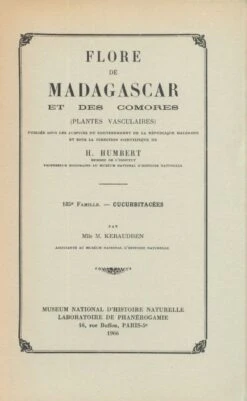 FLORE
DE
MADAGASCAR
ET DES COMORES
(PLANTES VASCULAIRES)
PUBLIÉE SOUS LES AUSPICES DU GOUVERNEMENT DE LA RÉPUBLIQUE MALGACHE
ET SOUS LA DIRECTION SCIENTIFIQUE DE
H. HUMBERT
MEMBRE DE L'INSTITUT
PROFESSEUR HONORAIRE AU MUSÉUM NATIONAL D'HISTOIRE NATURELLE
185e FAMILLE. — CUCURBITACÉES
PAR
Mlle M. KERAUDREN
ASSISTANTE AU MUSÉUM NATIONAL D'HISTOIRE NATURELLE
MUSEUM NATIONAL D'HISTOIRE NATURELLE
LABORATOIRE DE PHANÉROGAMIE
16, rue Buffon, PARIS-5e
1966